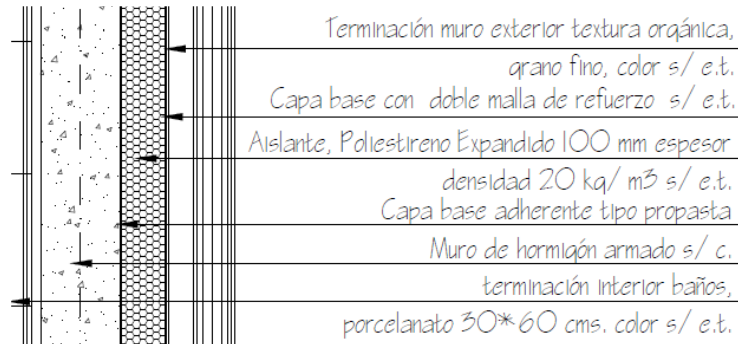 Terminación muro exterior textura orgánica,
grano fino, color s/ e.t.
Capa base con doble malla de refuerzo s/ e.t.
Aislante, Poliestireno Expandido 100 mm espesor
densidad 20 kg/ m3 s/ e.t.
Capa base adherente tipo propasta
Muro de hormigón armado s/ c.
terminación interior baños,
porcelanato 30*60 cms. color s/ e.t.